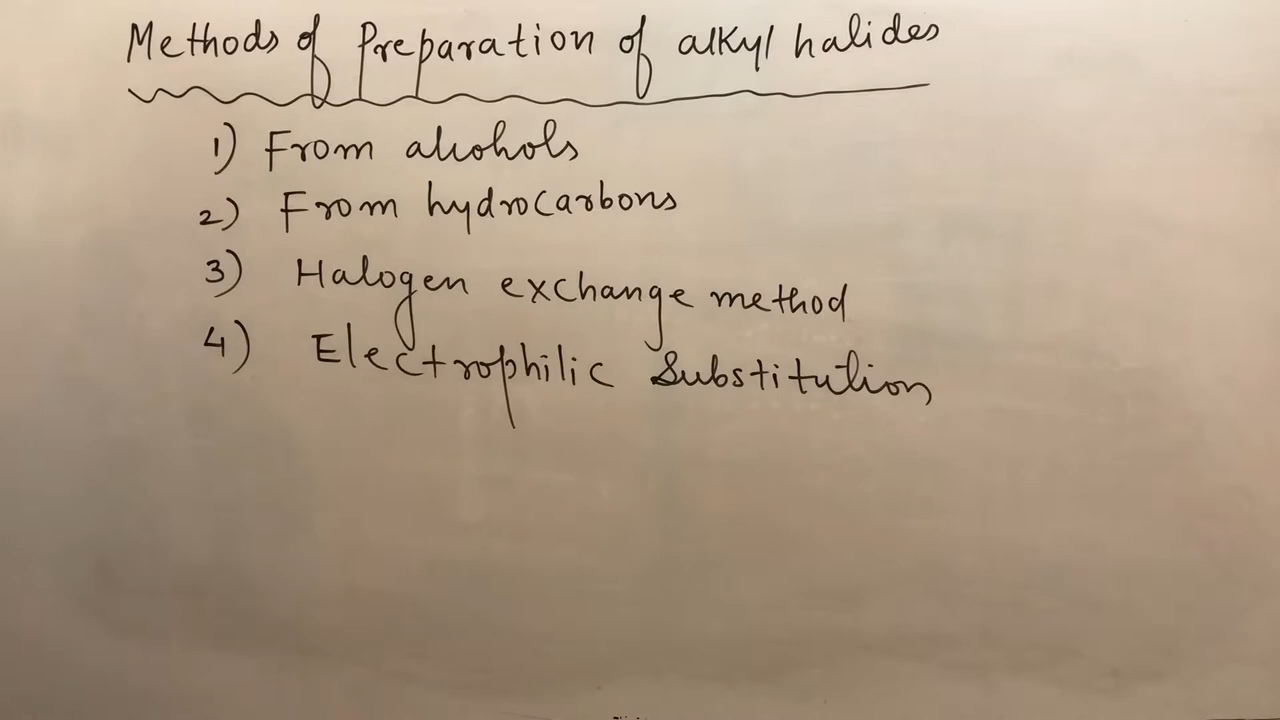 Methods of Preparation of alkyl halides
1) From alcohols
2) From hydrocarbons
3) Halogen exchange method
4) Electrophilic Substitution